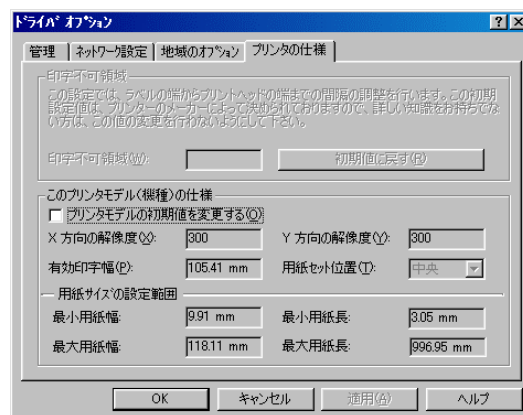 ﾄﾞﾗｲﾊﾞ ｵﾌﾟｼｮﾝ
管理 ﾈｯﾄﾜｰｸ設定 地域のｵﾌﾟｼｮﾝ プリンタの仕様
印字不可領域
この設定では、ラベルの端からプリントヘッドの端までの間隔の調整を行います。この初期
設定値は、プリンターのメーカーによって決められておりますので、詳しい知識をお持ちでな
い方は、この値の変更を行わないようにして下さい。
印字不可領域(W): 初期値に戻す(R)
このプリンタモデル(機種)の仕様
プリンタモデルの初期値を変更する(O)
X 方向の解像度(X): 300 Y 方向の解像度(Y): 300
有効印字幅(P): 105.41 mm 用紙セット位置(T): 中央
用紙サイズの設定範囲
最小用紙幅: 9.91 mm 最小用紙長: 3.05 mm
最大用紙幅: 118.11 mm 最大用紙長: 996.95 mm
OK キャンセル 適用(A) ヘルプ